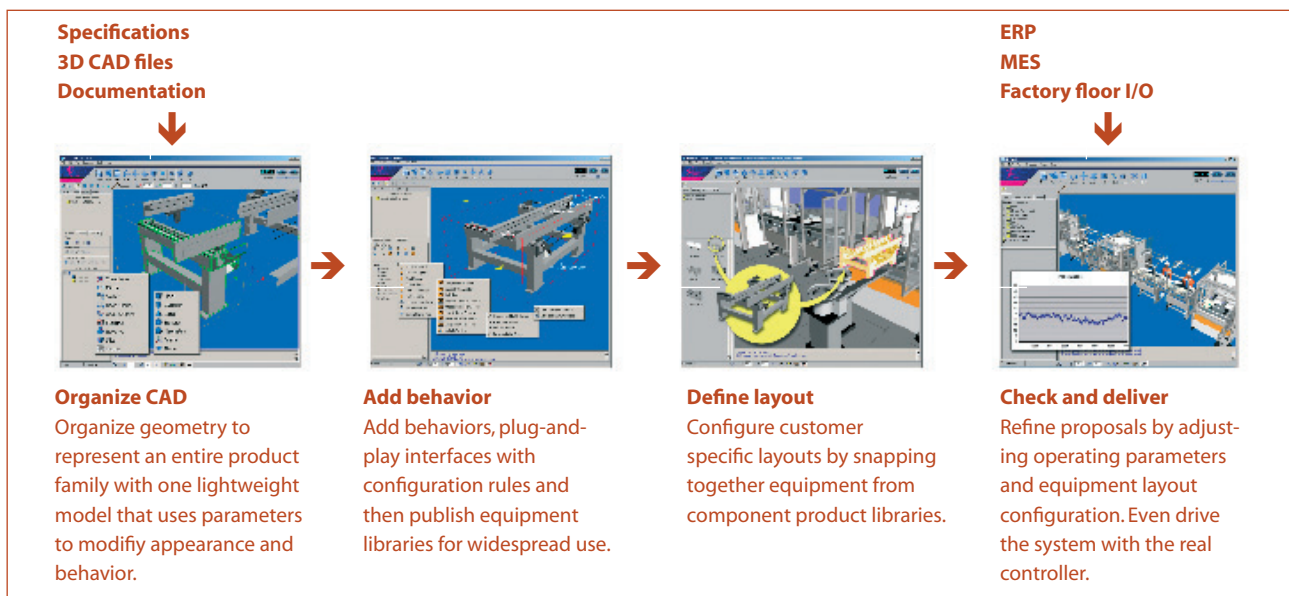 Specifications
3D CAD files
Documentation
ERP
MES
Factory floor I/O
Organize CAD
Organize geometry to
represent an entire product
family with one lightweight
model that uses parameters
to modifiy appearance and
behavior.
Add behavior
Add behaviors, plug-and-
play interfaces with
configuration rules and
then publish equipment
libraries for widespread use.
Define layout
Configure customer
specific layouts by snapping
together equipment from
component product libraries.
Check and deliver
Refine proposals by adjust-
ing operating parameters
and equipment layout
configuration. Even drive
the system with the real
controller.